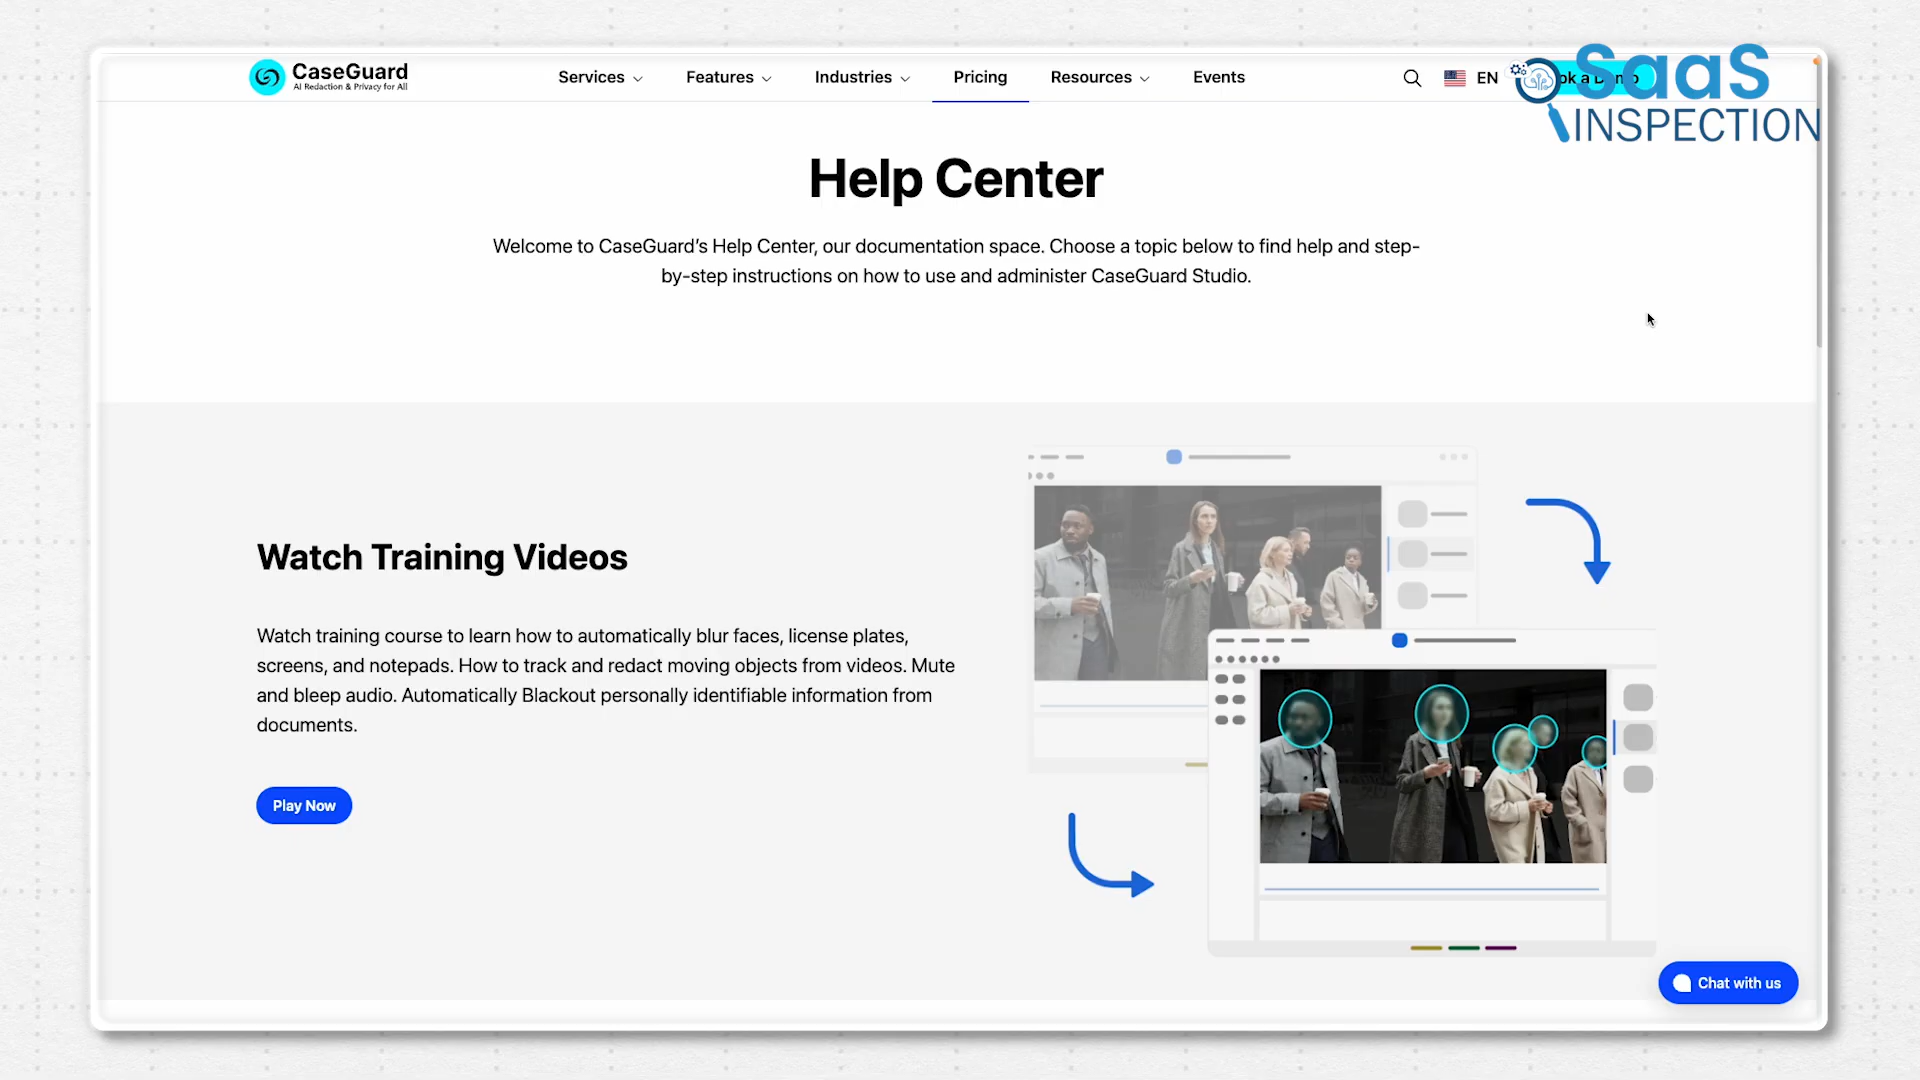 CaseGuard
AI Redaction & Privacy for All
Services
Features
Industries
Pricing
Resources
Events
EN
SaaS
INSPECTION
Help Center
Welcome to CaseGuard's Help Center, our documentation space. Choose a topic below to find help and step-
by-step instructions on how to use and administer CaseGuard Studio.
Watch Training Videos
Watch training course to learn how to automatically blur faces, license plates,
screens, and notepads. How to track and redact moving objects from videos. Mute
and bleep audio. Automatically Blackout personally identifiable information from
documents.
Play Now
Chat with us